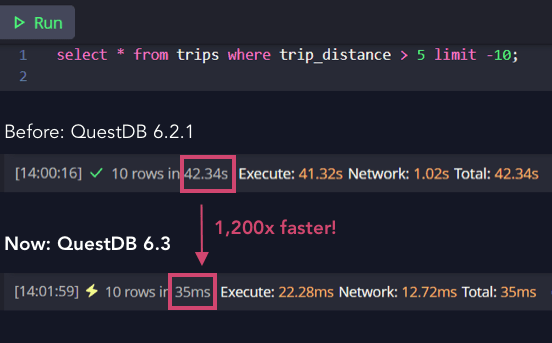 Run
1 select * from trips where trip_distance > 5 limit -10;
2
Before: QuestDB 6.2.1
[14:00:16] ✓ 10 rows in 42.34s Execute: 41.32s Network: 1.02s Total: 42.34s
1,200x faster!
Now: QuestDB 6.3
[14:01:59] ⚡ 10 rows in 35ms Execute: 22.28ms Network: 12.72ms Total: 35ms